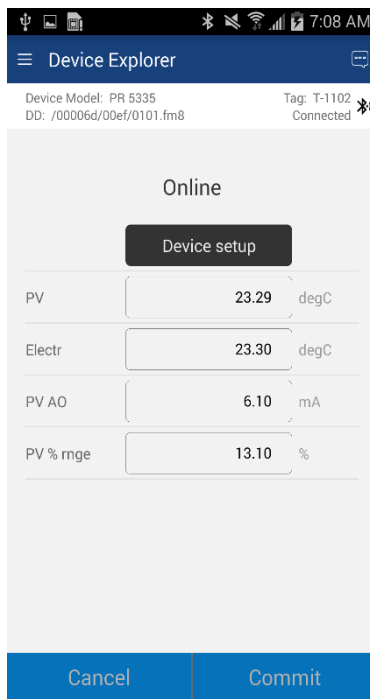 7:08 AM
Device Explorer
Device Model: PR 5335
Tag: T-1102
DD: /00006d/00ef/0101.fm8
Connected
Online
Device setup
PV 23.29 degC
Electr 23.30 degC
PV AO 6.10 mA
PV % rnge 13.10 %
Cancel Commit